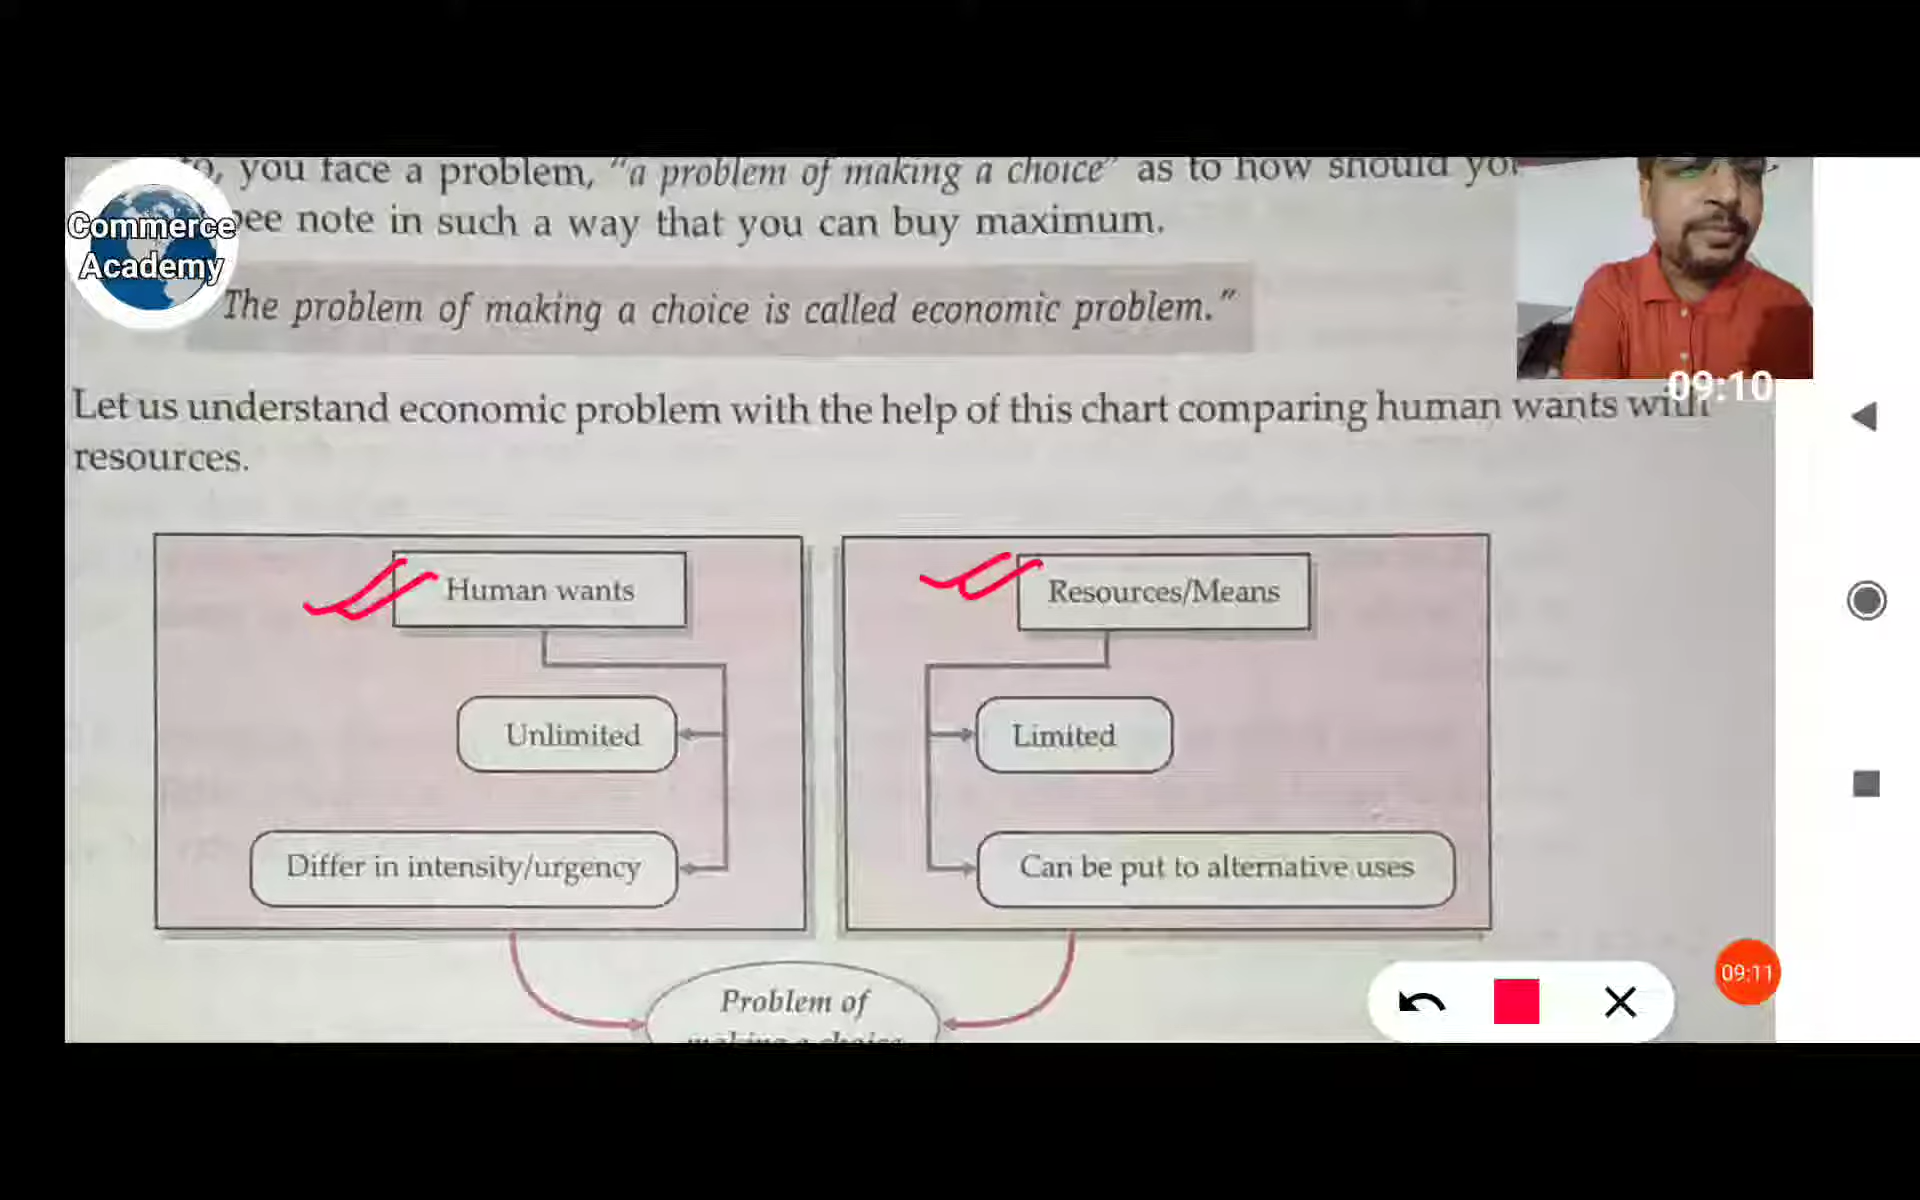 you face a problem, "a problem of making a choice" as to how should
note in such a way that you can buy maximum.
Commerce
Academy
The problem of making a choice is called economic problem."
09:10
Let us understand economic problem with the help of this chart comparing human wants with
resources.
Human wants
Resources/Means
Unlimited
Limited
Differ in intensity/urgency
Can be put to alternative uses
09:11
Problem of
making a choice